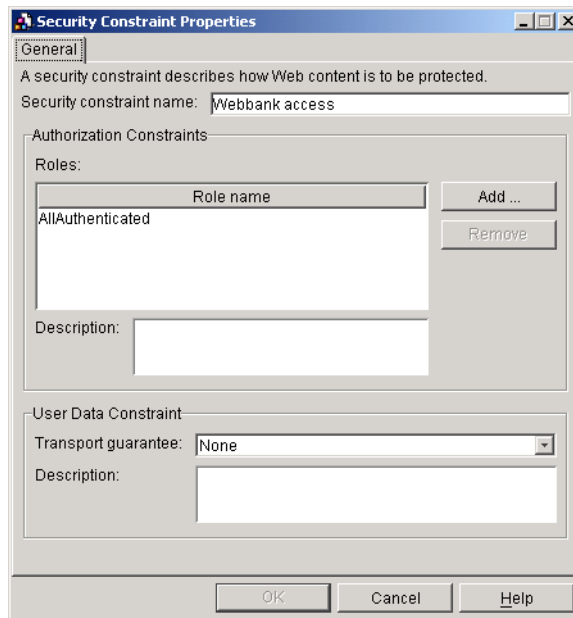 Security Constraint Properties
General
A security constraint describes how Web content is to be protected.
Security constraint name: Webbank access
Authorization Constraints
Roles:
Role name
Add ...
AllAuthenticated
Remove
Description:
User Data Constraint
Transport guarantee: None
Description:
OK Cancel Help